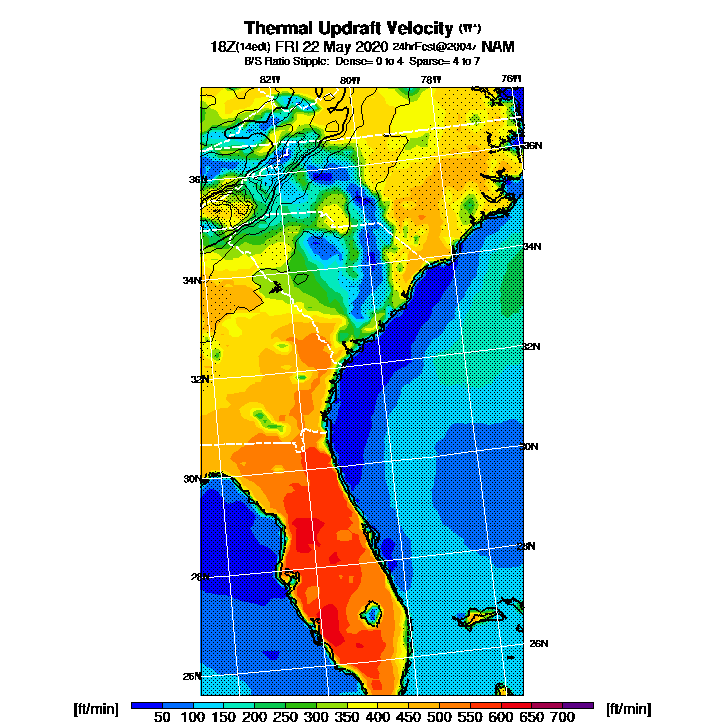 Thermal Updraft Velocity (W*)
18Z(14edt) FRI 22 May 2020 24hrFcst@2004z NAM
B/S Ratio Stipple: Dense= 0 to 4 Sparse= 4 to 7
82W 80W 78W 76W
36N
36N
34N
34N
32N
32N
30N
30N
28N
28N
26N
26N
[ft/min] 50 100 150 200 250 300 350 400 450 500 550 600 650 700 [ft/min]